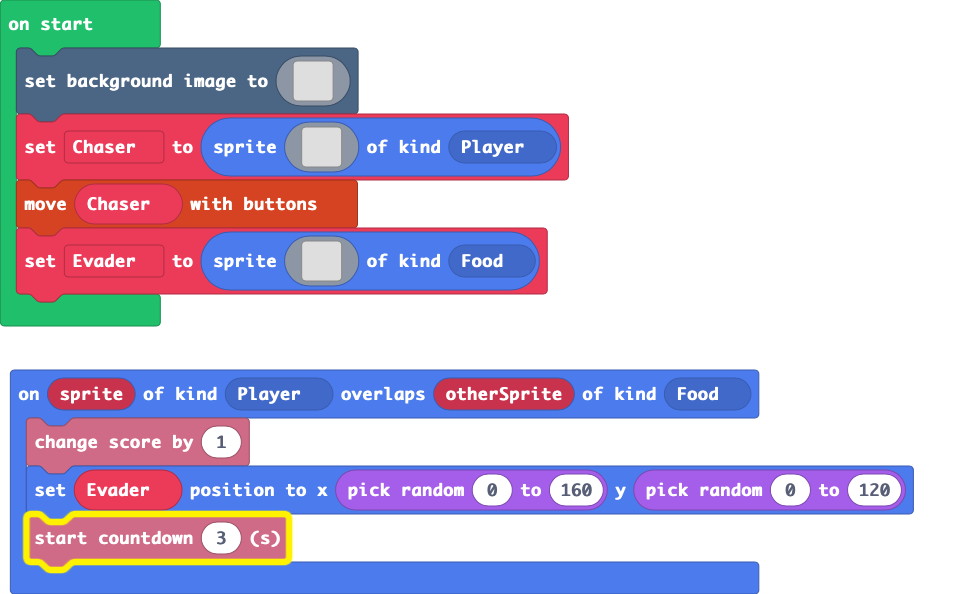 on start
set background image to
set Chaser to sprite of kind Player
move Chaser with buttons
set Evader to sprite of kind Food
on sprite of kind Player overlaps otherSprite of kind Food
change score by 1
set Evader position to x pick random 0 to 160 y pick random 0 to 120
start countdown 3 (s)